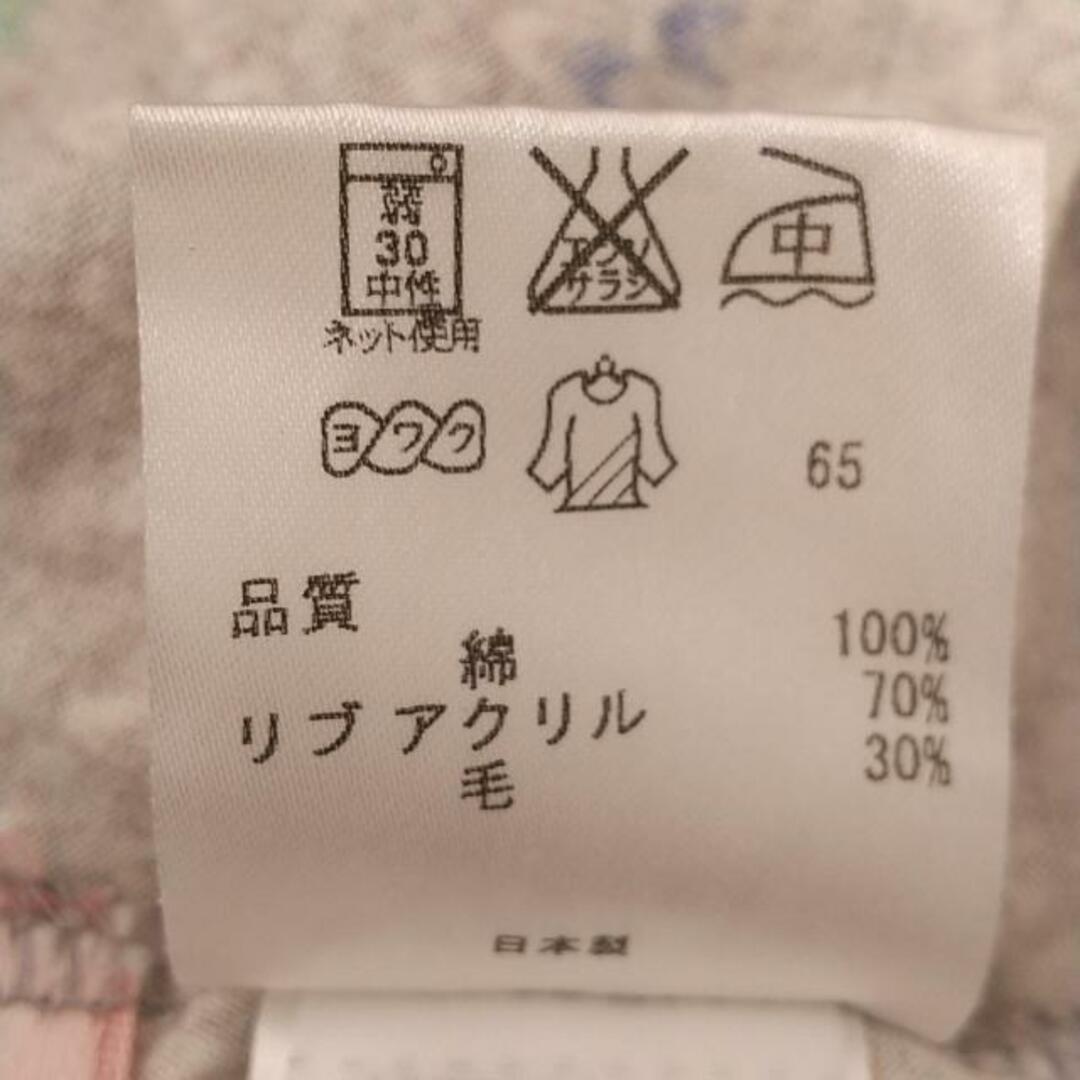 弱
30
中性
ネット使用
エンソ
サラシ
中
ヨワク
65
品質
綿 100%
リブ アクリル 70%
毛 30%
日本製